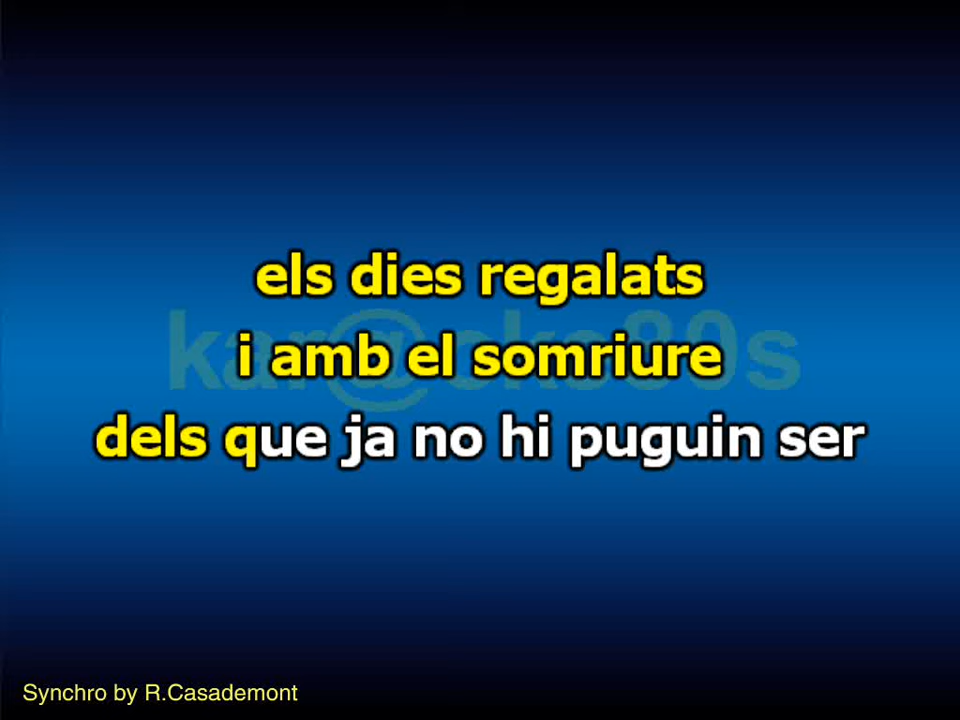 els dies regalats
i amb el somriure
dels que ja no hi puguin ser
Synchro by R.Casademont